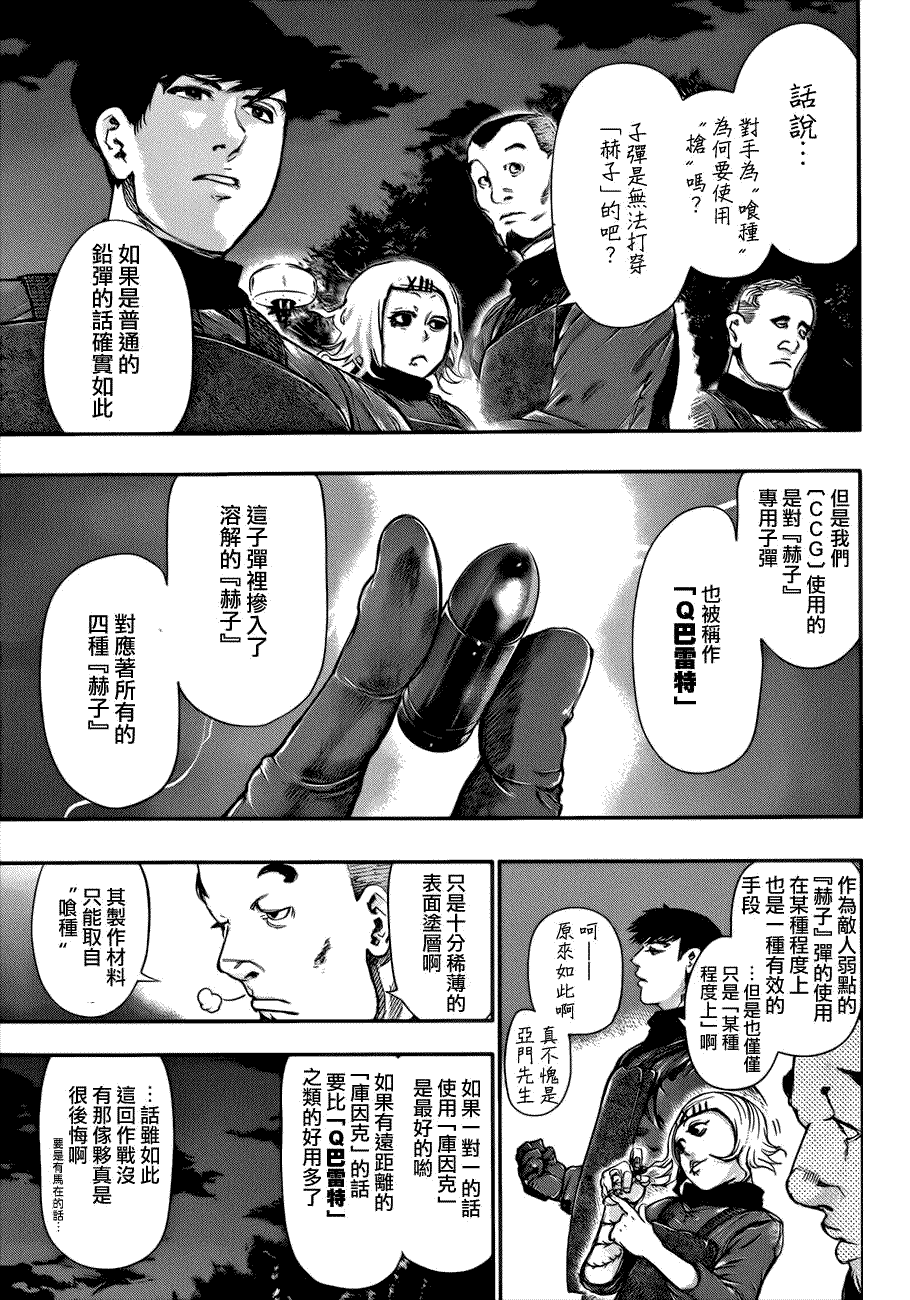 話說…
對手為“喰種”
為何要使用
“槍”嗎？
子彈是無法打穿
「赫子」的吧？
如果是普通的
鉛彈的話確實如此
XIII
但是我們
〔CCG〕使用的
是對『赫子』
專用子彈
也被稱作
「Q巴雷特」
這子彈裡摻入了
溶解的『赫子』
對應著所有的
四種『赫子』
作為敵人弱點的
『赫子』彈的使用
在某種程度上
也是一種有效的
手段
…但是也僅僅
只是「某種
程度上」啊
呵——
原來如此啊
真不愧是
亞門先生
只是十分稀薄的
表面塗層啊
其製作材料
只能取自
“喰種“
如果一對一的話
使用「庫因克」
是最好的喲
如果有遠距離的
「庫因克」的話
要比「Q巴雷特」
之類的好用多了
…話雖如此
這回作戰沒
有那傢夥真是
很後悔啊
要是有馬在的話…